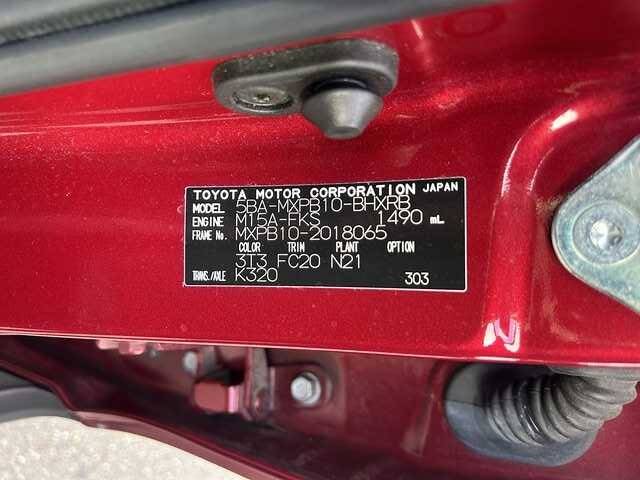 TOYOTA MOTOR CORPORATION JAPAN
MODEL 5BA-MXPB10-BHXRB
ENGINE M15A-FKS 1490 mL
FRAME No. MXPB10-2018065
COLOR TRIM PLANT OPTION
3T3 FC20 N21
TRANS./AXLE K320 303